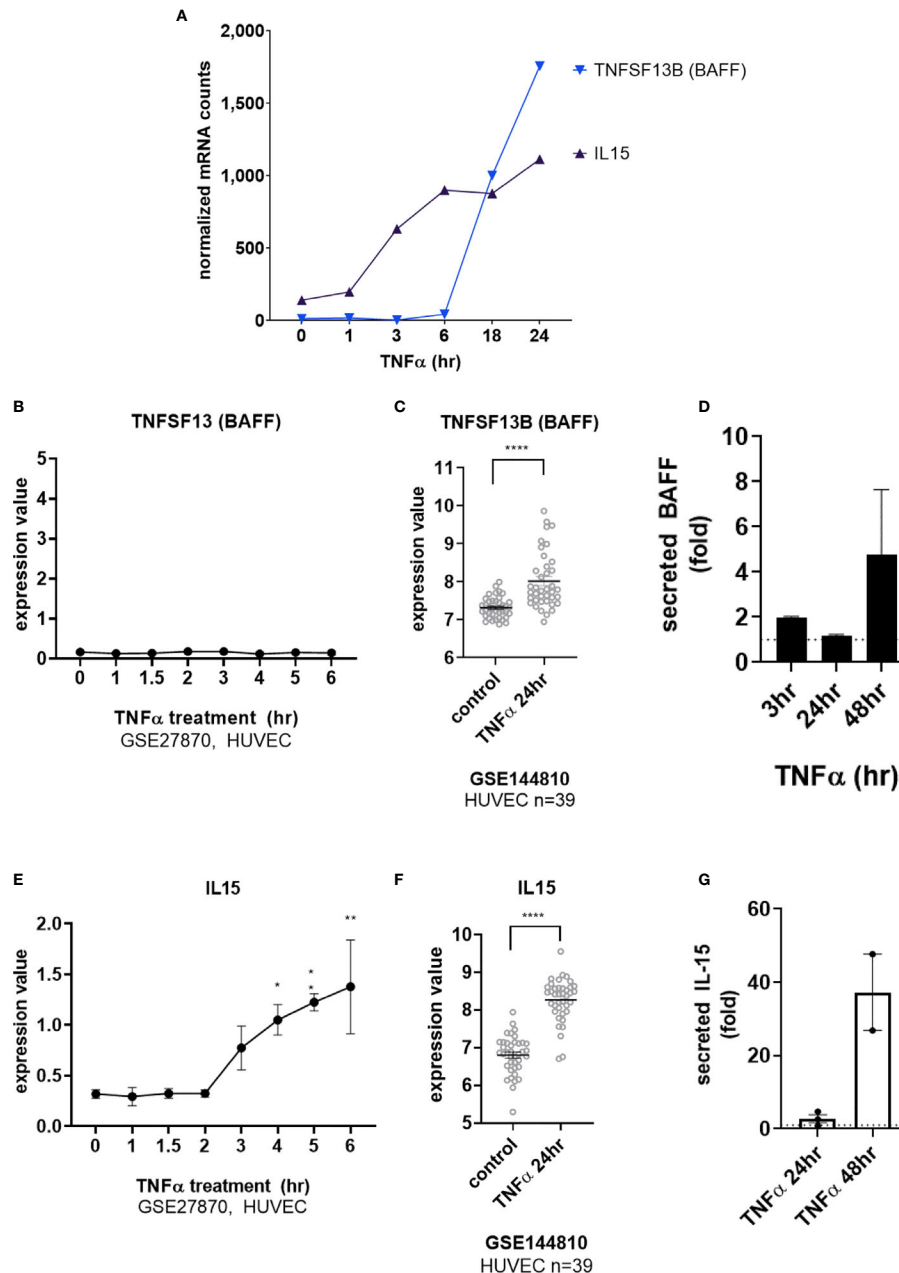 A
2,000
1,500
1,000
500
0
normalized mRNA counts
0 1 3 6 18 24
TNFα (hr)
TNFSF13B (BAFF)
IL15
B
TNFSF13 (BAFF)
5
4
3
2
1
0
expression value
0 1 1.5 2 3 4 5 6
TNFα treatment (hr)
GSE27870, HUVEC
C
TNFSF13B (BAFF)
****
11
10
9
8
7
6
expression value
control
TNFα 24hr
GSE144810
HUVEC n=39
D
10
8
6
4
2
0
secreted BAFF
(fold)
3hr
24hr
48hr
TNFα (hr)
E
IL15
2.0
1.5
1.0
0.5
0.0
expression value
*
*
*
**
0 1 1.5 2 3 4 5 6
TNFα treatment (hr)
GSE27870, HUVEC
F
IL15
****
10
9
8
7
6
5
expression value
control
TNFα 24hr
GSE144810
HUVEC n=39
G
60
40
20
0
secreted IL-15
(fold)
TNFα 24hr
TNFα 48hr